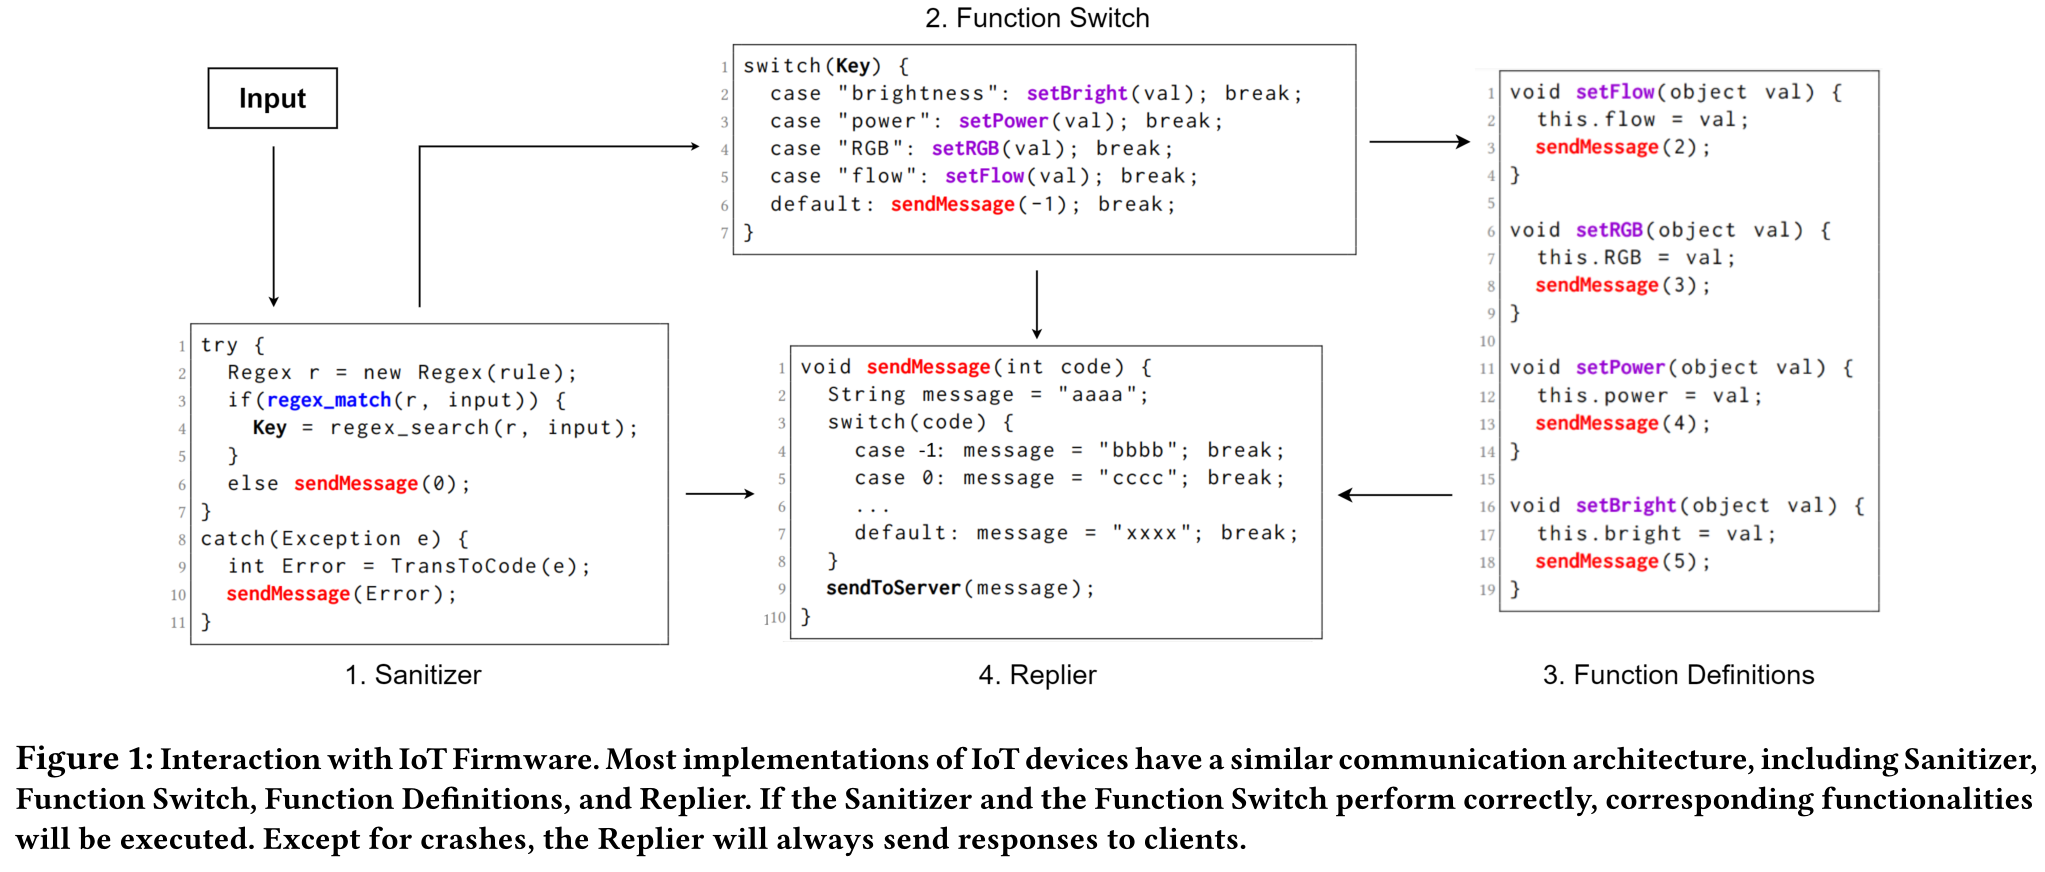 2. Function Switch
Input
1 switch(Key) {
2 case "brightness": setBright(val); break;
3 case "power": setPower(val); break;
4 case "RGB": setRGB(val); break;
5 case "flow": setFlow(val); break;
6 default: sendMessage(-1); break;
7 }
1 void setFlow(object val) {
2 this.flow = val;
3 sendMessage(2);
4 }
5
6 void setRGB(object val) {
7 this.RGB = val;
8 sendMessage(3);
9 }
10
11 void setPower(object val) {
12 this.power = val;
13 sendMessage(4);
14 }
15
16 void setBright(object val) {
17 this.bright = val;
18 sendMessage(5);
19 }
1 try {
2 Regex r = new Regex(rule);
3 if(regex_match(r, input)) {
4 Key = regex_search(r, input);
5 }
6 else sendMessage(0);
7 }
8 catch(Exception e) {
9 int Error = TransToCode(e);
10 sendMessage(Error);
11 }
1 void sendMessage(int code) {
2 String message = "aaaa";
3 switch(code) {
4 case -1: message = "bbbb"; break;
5 case 0: message = "cccc"; break;
6 ...
7 default: message = "xxxx"; break;
8 }
9 sendToServer(message);
110 }
1. Sanitizer
4. Replier
3. Function Definitions
Figure 1: Interaction with IoT Firmware. Most implementations of IoT devices have a similar communication architecture, including Sanitizer,
Function Switch, Function Definitions, and Replier. If the Sanitizer and the Function Switch perform correctly, corresponding functionalities
will be executed. Except for crashes, the Replier will always send responses to clients.